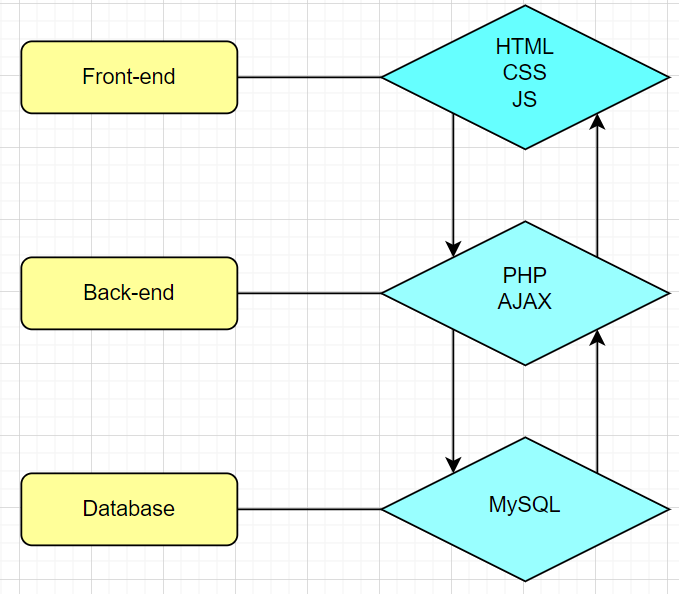 Front-end
HTML
CSS
JS
Back-end
PHP
AJAX
Database
MySQL